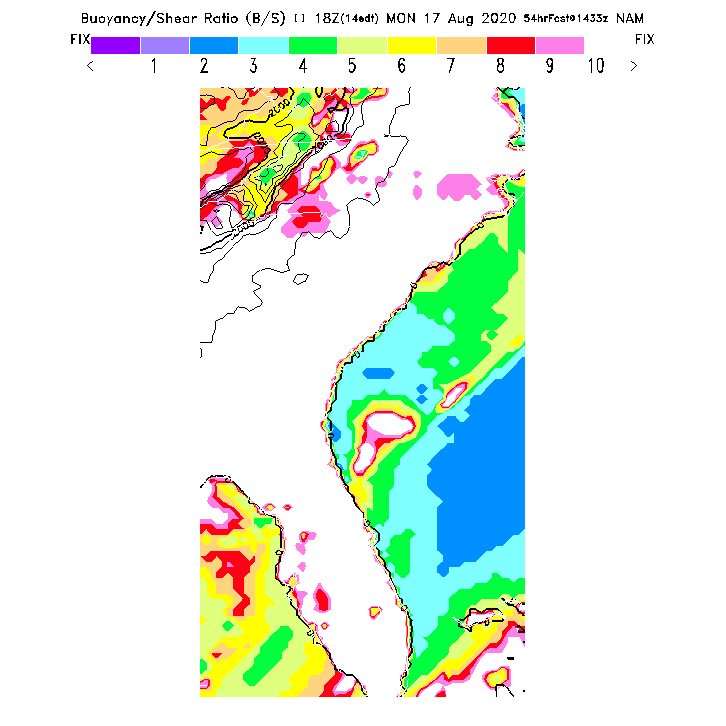 Buoyancy/Shear Ratio (B/S) [] 18Z(14edt) MON 17 Aug 2020 54hrFcst@1433z NAM
FIX FIX
< 1 2 3 4 5 6 7 8 9 10 >
2000